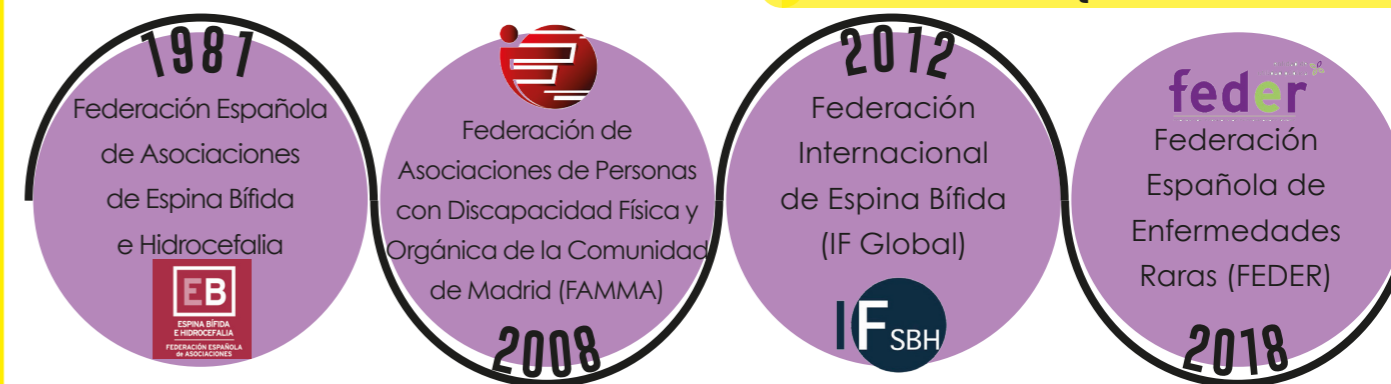 1987
Federación Española
de Asociaciones
de Espina Bífida
e Hidrocefalia
EB
ESPINA BÍFIDA
E HIDROCEFALIA
FEDERACIÓN ESPAÑOLA
de ASOCIACIONES
Federación de
Asociaciones de Personas
con Discapacidad Física y
Orgánica de la Comunidad
de Madrid (FAMMA)
2008
2012
Federación
Internacional
de Espina Bífida
(IF Global)
IF SBH
feder
Federación
Española de
Enfermedades
Raras (FEDER)
2018